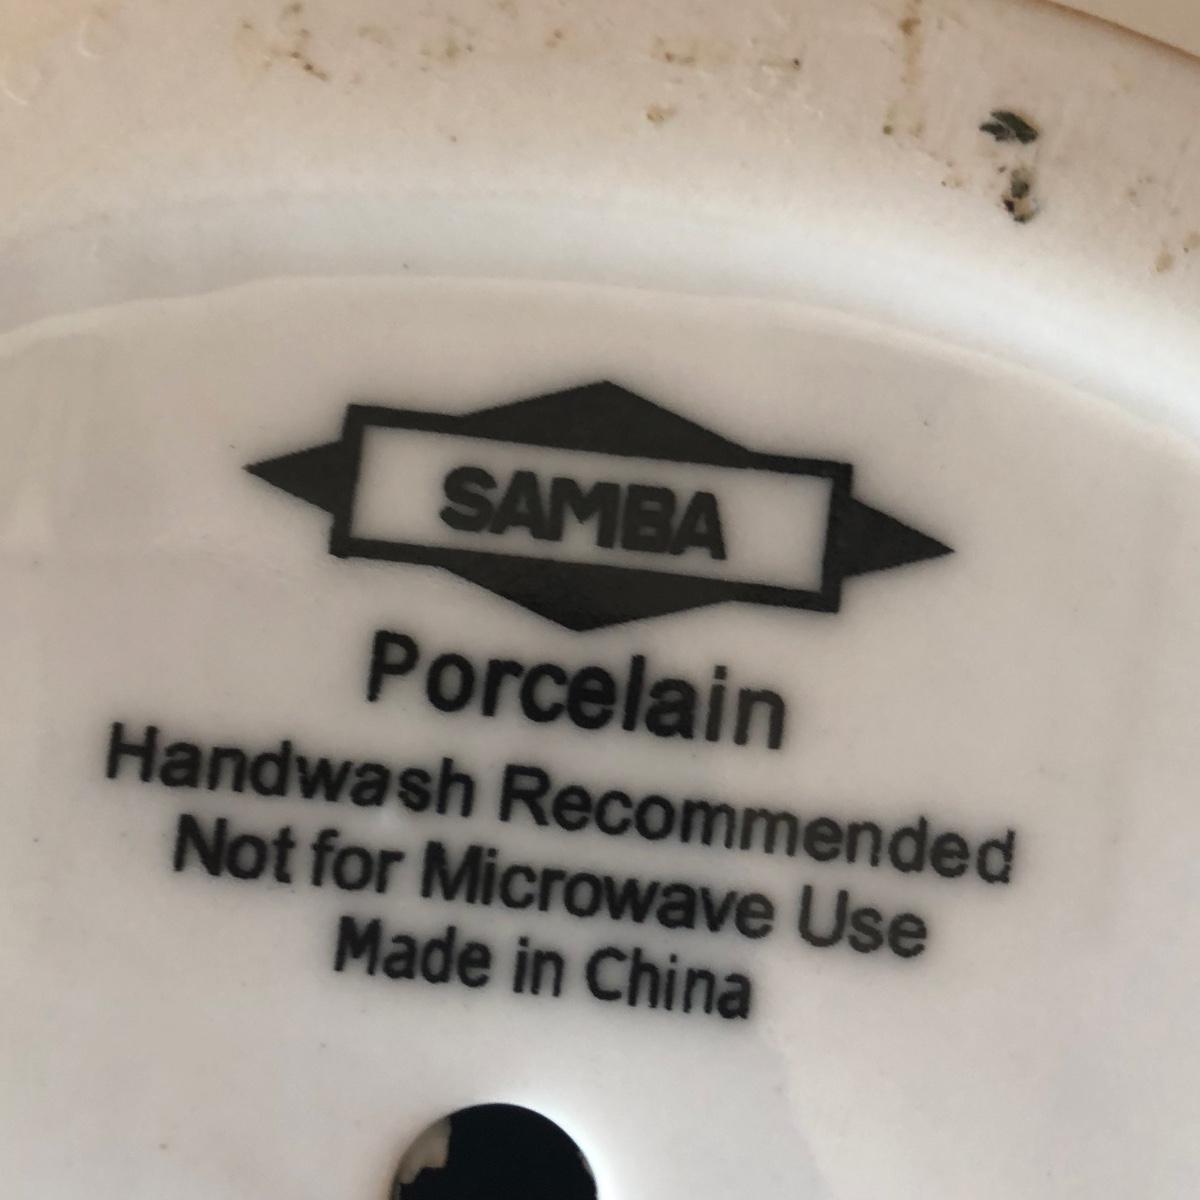 SAMBA
Porcelain
Handwash Recommended
Not for Microwave Use
Made in China